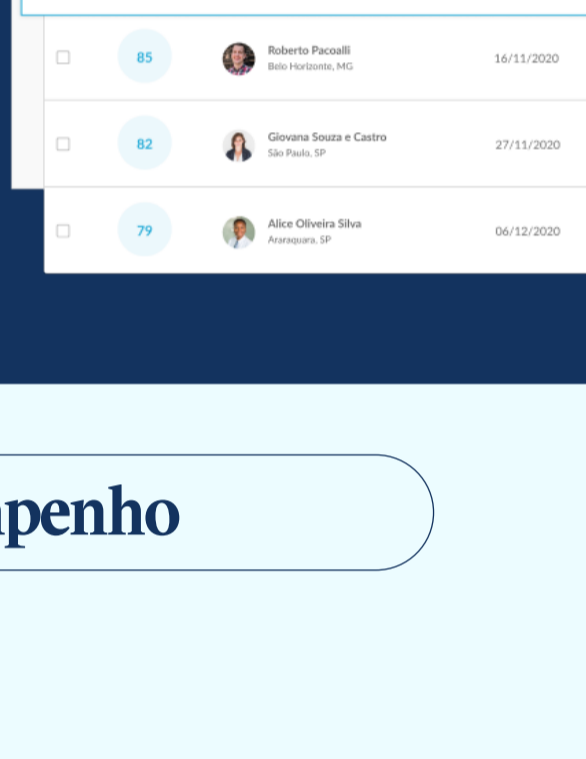 85
Roberto Pacoalli
16/11/2020
Belo Horizonte, MG
82
Giovana Souza e Castro
27/11/2020
São Paulo, SP
79
Alice Oliveira Silva
06/12/2020
Araraquara, SP
penho